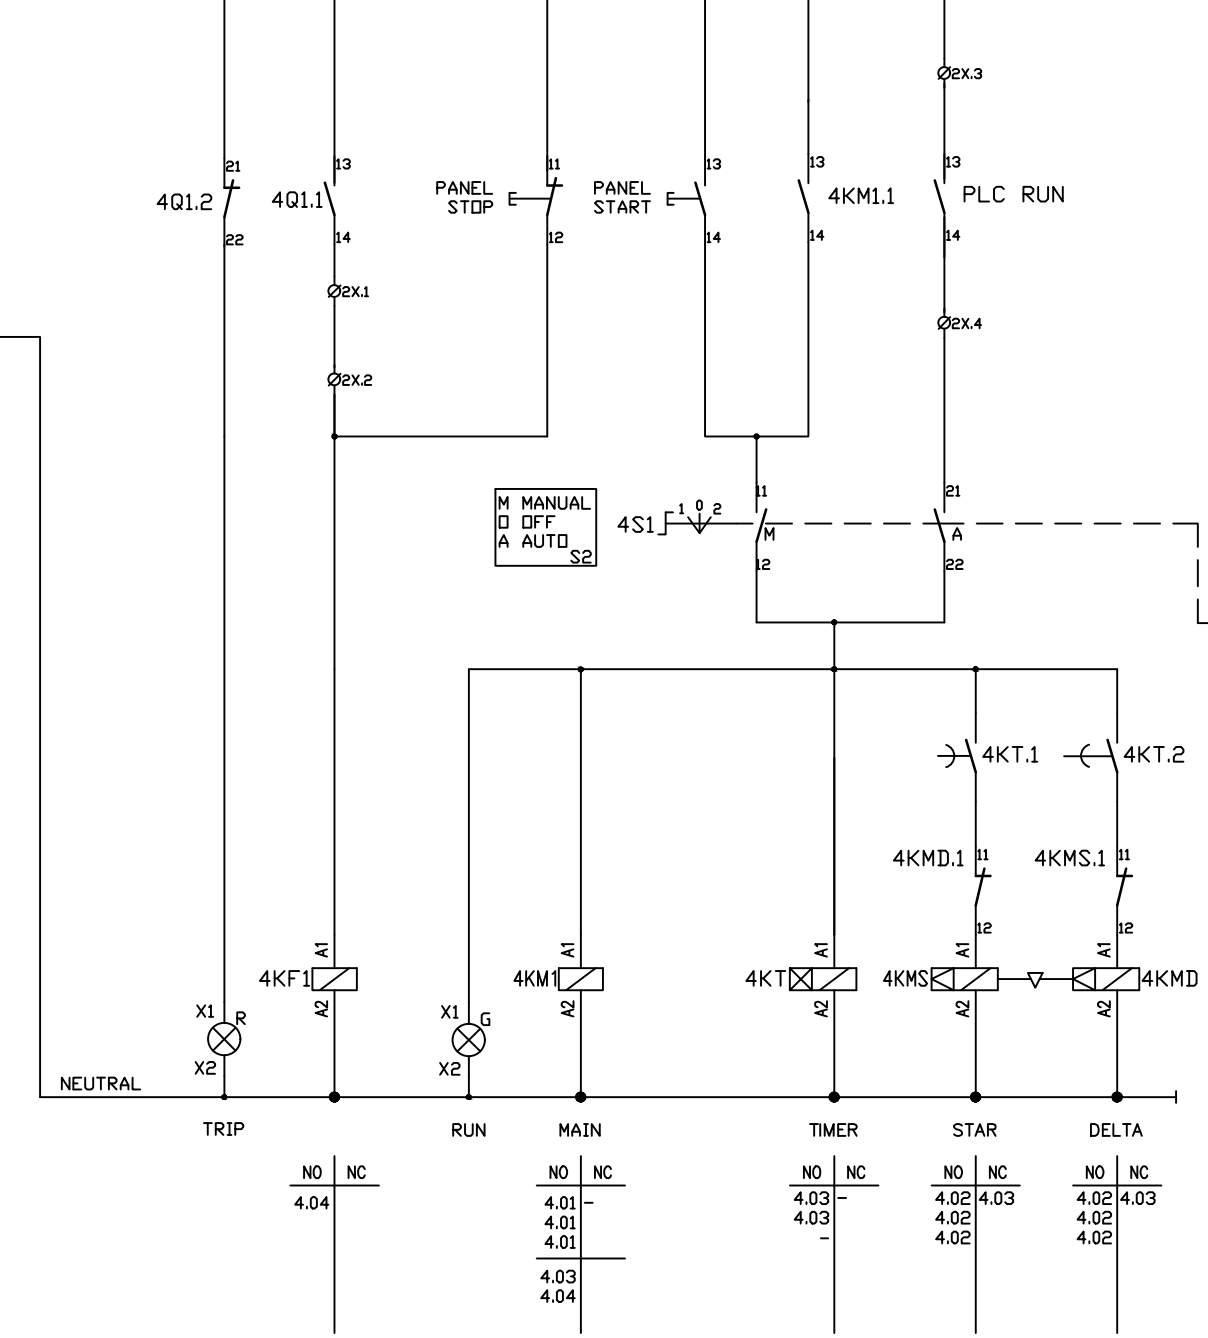 2X.3
21
13
11
13
13
13
4Q1.2
4Q1.1
PANEL
STOP
PANEL
START
4KM1.1
PLC RUN
22
14
12
14
14
14
2X.1
2X.4
2X.2
M MANUAL
O OFF
A AUTO
S2
4S1
1 0 2
11
M
12
21
A
22
4KT.1
4KT.2
4KMD.1
11
12
4KMS.1
11
12
4KF1
A1
A2
4KM1
A1
A2
4KT
A1
A2
4KMS
A1
A2
4KMD
A1
A2
X1
R
X2
X1
G
X2
NEUTRAL
TRIP
RUN
MAIN
TIMER
STAR
DELTA
NO NC
NO NC
NO NC
NO NC
NO NC
4.04
4.01 -
4.01
4.01
4.03
4.04
4.03 -
4.03
-
4.02 4.03
4.02
4.02
4.02 4.03
4.02
4.02